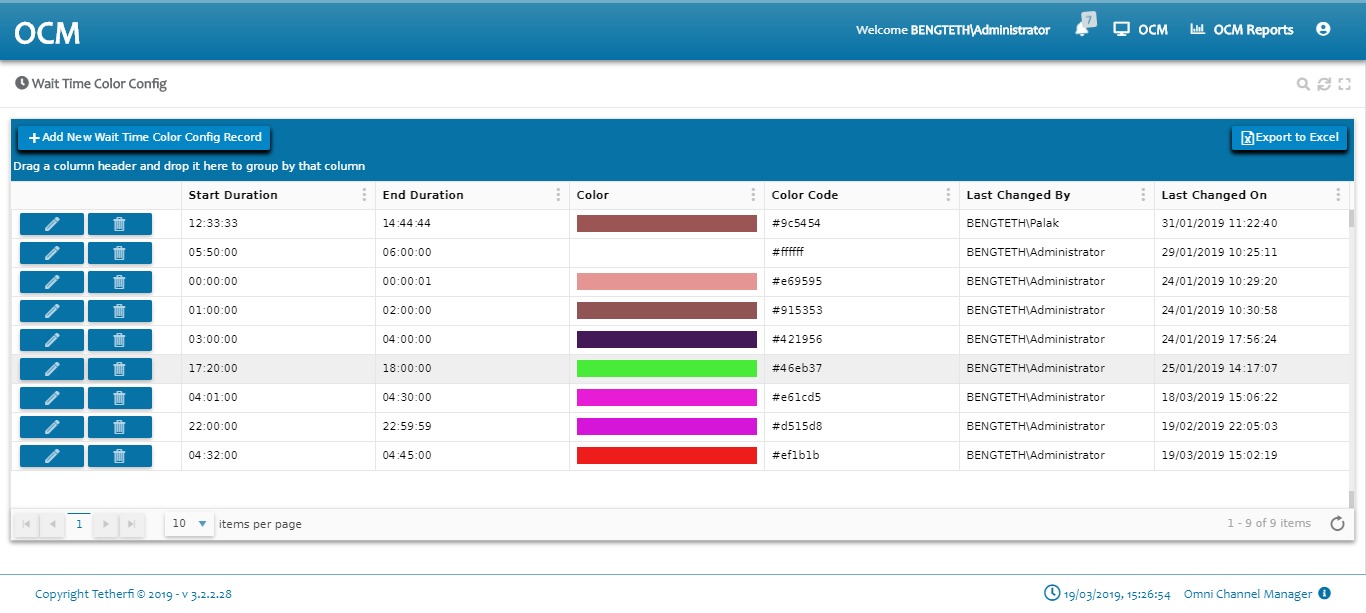 OCM
Welcome BENGTETH\Administrator
7
OCM
OCM Reports
Wait Time Color Config
Add New Wait Time Color Config Record
Export to Excel
Drag a column header and drop it here to group by that column
Start Duration End Duration Color Color Code Last Changed By Last Changed On
12:33:33 14:44:44 #9c5454 BENGTETH\Palak 31/01/2019 11:22:40
05:50:00 06:00:00 #ffffff BENGTETH\Administrator 29/01/2019 10:25:11
00:00:00 00:00:01 #e69595 BENGTETH\Administrator 24/01/2019 10:29:20
01:00:00 02:00:00 #915353 BENGTETH\Administrator 24/01/2019 10:30:58
03:00:00 04:00:00 #421956 BENGTETH\Administrator 24/01/2019 17:56:24
17:20:00 18:00:00 #46eb37 BENGTETH\Administrator 25/01/2019 14:17:07
04:01:00 04:30:00 #e61cd5 BENGTETH\Administrator 18/03/2019 15:06:22
22:00:00 22:59:59 #d515d8 BENGTETH\Administrator 19/02/2019 22:05:03
04:32:00 04:45:00 #ef1b1b BENGTETH\Administrator 19/03/2019 15:02:19
1 10 items per page 1 - 9 of 9 items
Copyright Tetherfi © 2019 - v 3.2.2.28 19/03/2019, 15:26:54 Omni Channel Manager